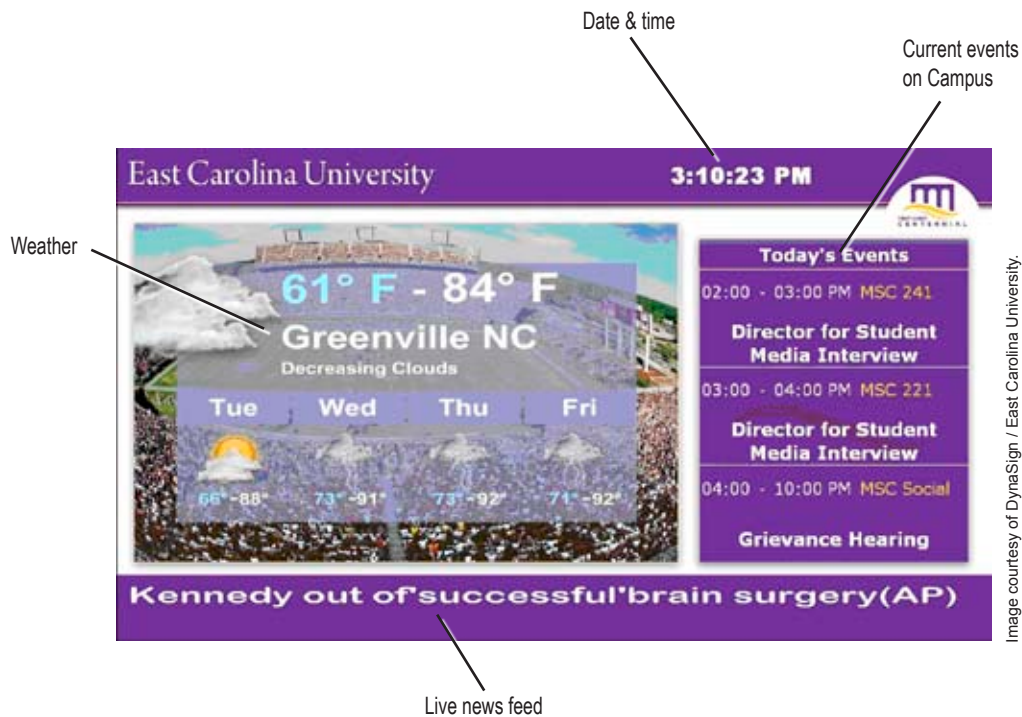 Date & time
Current events
on Campus
East Carolina University
3:10:23 PM
CENTENNIAL
Weather
61° F - 84° F
Greenville NC
Decreasing Clouds
Tue Wed Thu Fri
66°-88° 73°-91° 73°-92° 71°-92°
Today's Events
02:00 - 03:00 PM MSC 241
Director for Student
Media Interview
03:00 - 04:00 PM MSC 221
Director for Student
Media Interview
04:00 - 10:00 PM MSC Social
Grievance Hearing
Kennedy out of'successful'brain surgery(AP)
Live news feed
Image courtesy of DynaSign / East Carolina University.